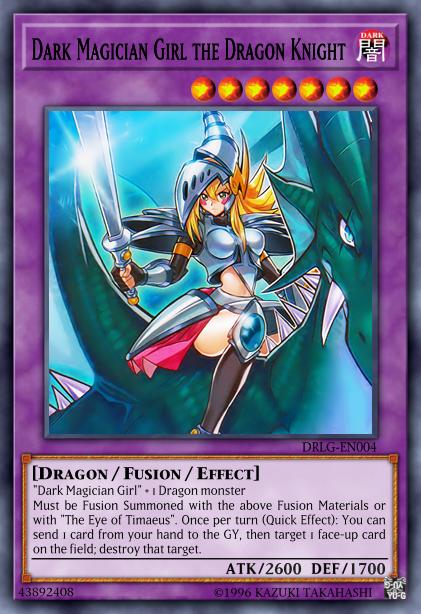 Dark Magician Girl the Dragon Knight
DARK
闇
DRLG-EN004
[Dragon / Fusion / Effect]
"Dark Magician Girl" + 1 Dragon monster
Must be Fusion Summoned with the above Fusion Materials or
with "The Eye of Timaeus". Once per turn (Quick Effect): You can
send 1 card from your hand to the GY, then target 1 face-up card
on the field; destroy that target.
ATK/2600 DEF/1700
43892408
©1996 KAZUKI TAKAHASHI